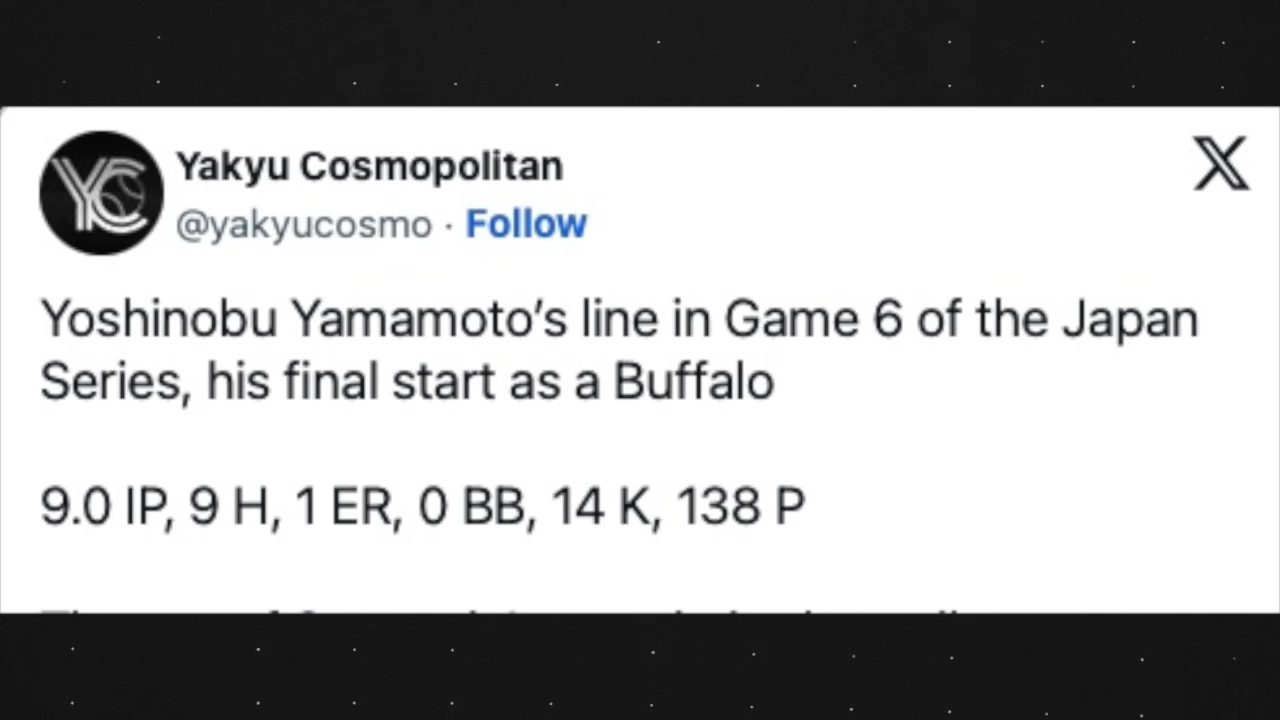 Yakyu Cosmopolitan
@yakyucosmo · Follow
Yoshinobu Yamamoto’s line in Game 6 of the Japan
Series, his final start as a Buffalo
9.0 IP, 9 H, 1 ER, 0 BB, 14 K, 138 P